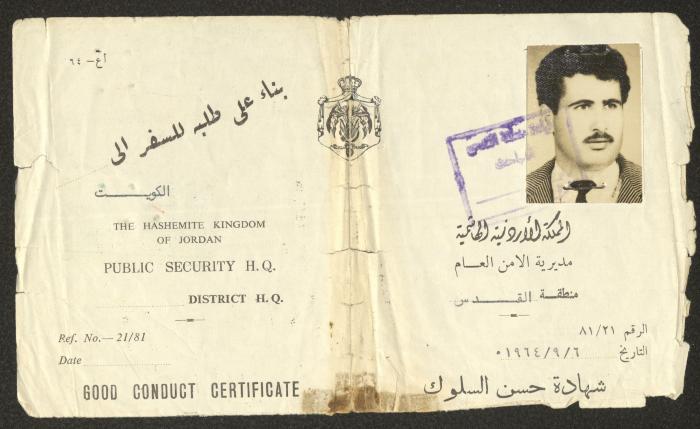 أع - ٦٤
بناء على طلبه للسفر الى
الكويت
THE HASHEMITE KINGDOM
OF JORDAN
PUBLIC SECURITY H.Q.
DISTRICT H.Q.
Ref. No.— 21/81
Date
GOOD CONDUCT CERTIFICATE
المملكة الأردنية الهاشمية
مديرية الامن العام
منطقة القدس
الرقم ٨١/٢١
التاريخ ١٩٦٤/٩/٦
شهادة حسن السلوك